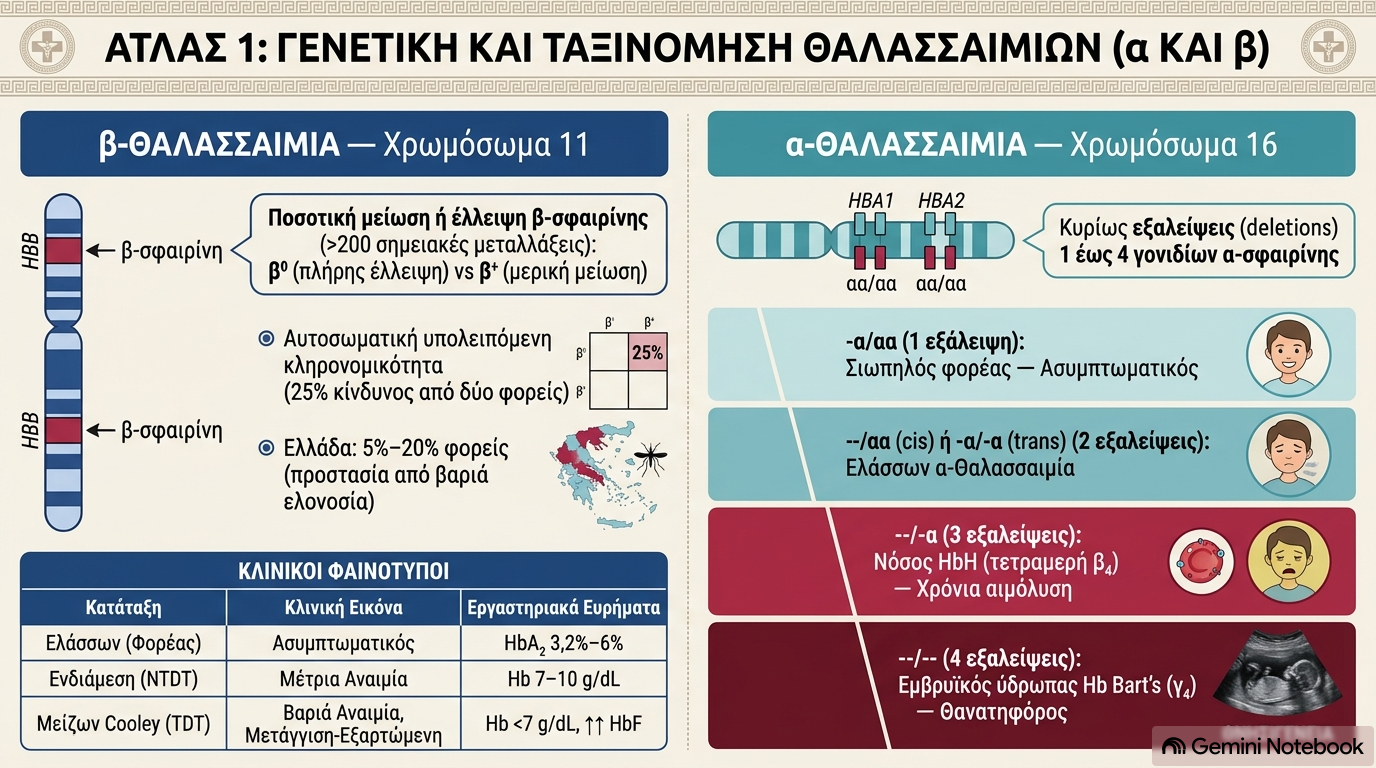 ΑΤΛΑΣ 1: ΓΕΝΕΤΙΚΗ ΚΑΙ ΤΑΞΙΝΟΜΗΣΗ ΘΑΛΑΣΣΑΙΜΙΩΝ (α ΚΑΙ β)
β-ΘΑΛΑΣΣΑΙΜΙΑ — Χρωμόσωμα 11
HBB
β-σφαιρίνη
Ποσοτική μείωση ή έλλειψη β-σφαιρίνης
(>200 σημειακές μεταλλάξεις):
β⁰ (πλήρης έλλειψη) vs β⁺ (μερική μείωση)
Αυτοσωματική υπολειπόμενη
κληρονομικότητα
(25% κίνδυνος από δύο φορείς)
β⁺
β⁰
25%
HBB
β-σφαιρίνη
Ελλάδα: 5%–20% φορείς
(προστασία από βαριά
ελονοσία)
ΚΛΙΝΙΚΟΙ ΦΑΙΝΟΤΥΠΟΙ
Κατάταξη Κλινική Εικόνα Εργαστηριακά Ευρήματα
Ελάσσων (Φορέας) Ασυμπτωματικός HbA₂ 3,2%–6%
Ενδιάμεση (NTDT) Μέτρια Αναιμία Hb 7–10 g/dL
Μείζων Cooley (TDT) Βαριά Αναιμία,
Μετάγγιση-Εξαρτώμενη Hb <7 g/dL, ↑↑ HbF
α-ΘΑΛΑΣΣΑΙΜΙΑ — Χρωμόσωμα 16
HBA1 HBA2
αα/αα αα/αα
Κυρίως εξαλείψεις (deletions)
1 έως 4 γονιδίων α-σφαιρίνης
-α/αα (1 εξάλειψη):
Σιωπηλός φορέας — Ασυμπτωματικός
--/αα (cis) ή -α/-α (trans) (2 εξαλείψεις):
Ελάσσων α-Θαλασσαιμία
--/-α (3 εξαλείψεις):
Νόσος HbH (τετραμερή β₄)
— Χρόνια αιμόλυση
--/-- (4 εξαλείψεις):
Εμβρυϊκός ύδρωπας Hb Bart's (γ₄)
— Θανατηφόρος
Gemini Notebook